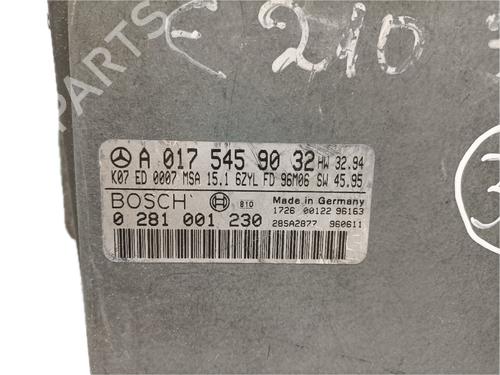 E 210
A 017 545 90 32 HW 32.94
K07 ED 0007 MSA 15.1 6ZYL FD 96M06 SW 45.95
BOSCH 810 Made in Germany
1726 00122 96163
0 281 001 230 28SA2877 960611
B-PARTS